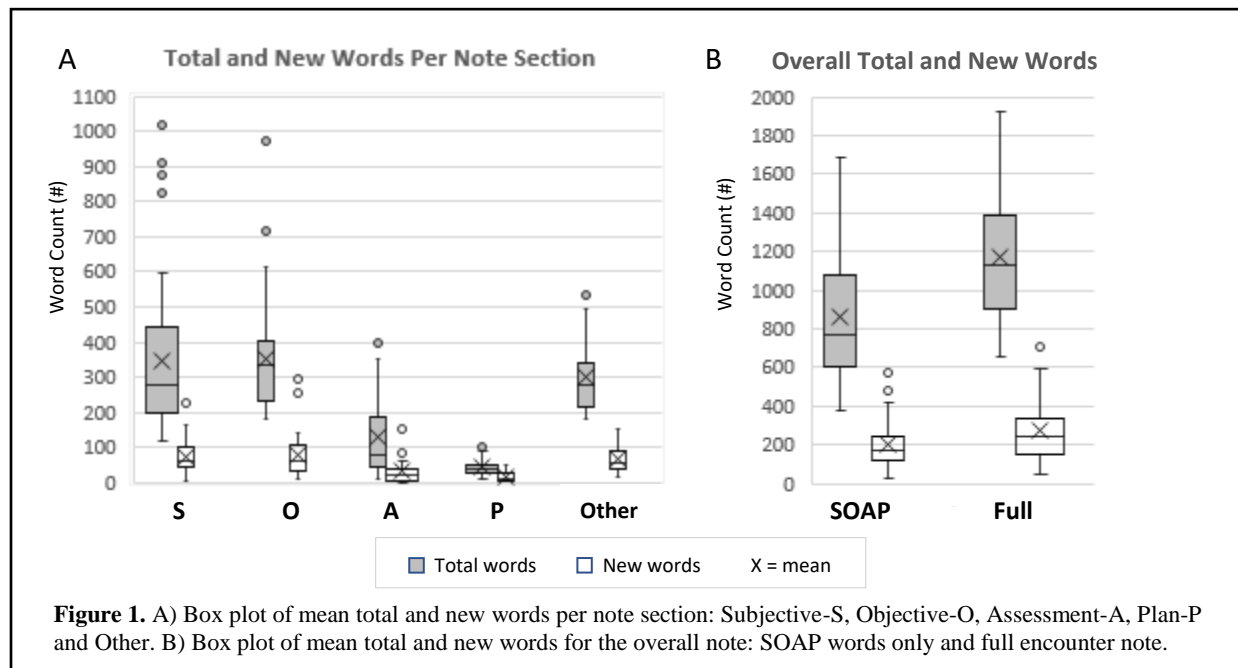 A
Total and New Words Per Note Section
Word Count (#)
1100
1000
900
800
700
600
500
400
300
200
100
0
S O A P Other
B
Overall Total and New Words
Word Count (#)
2000
1800
1600
1400
1200
1000
800
600
400
200
0
SOAP Full
Total words New words X = mean
Figure 1. A) Box plot of mean total and new words per note section: Subjective-S, Objective-O, Assessment-A, Plan-P
and Other. B) Box plot of mean total and new words for the overall note: SOAP words only and full encounter note.